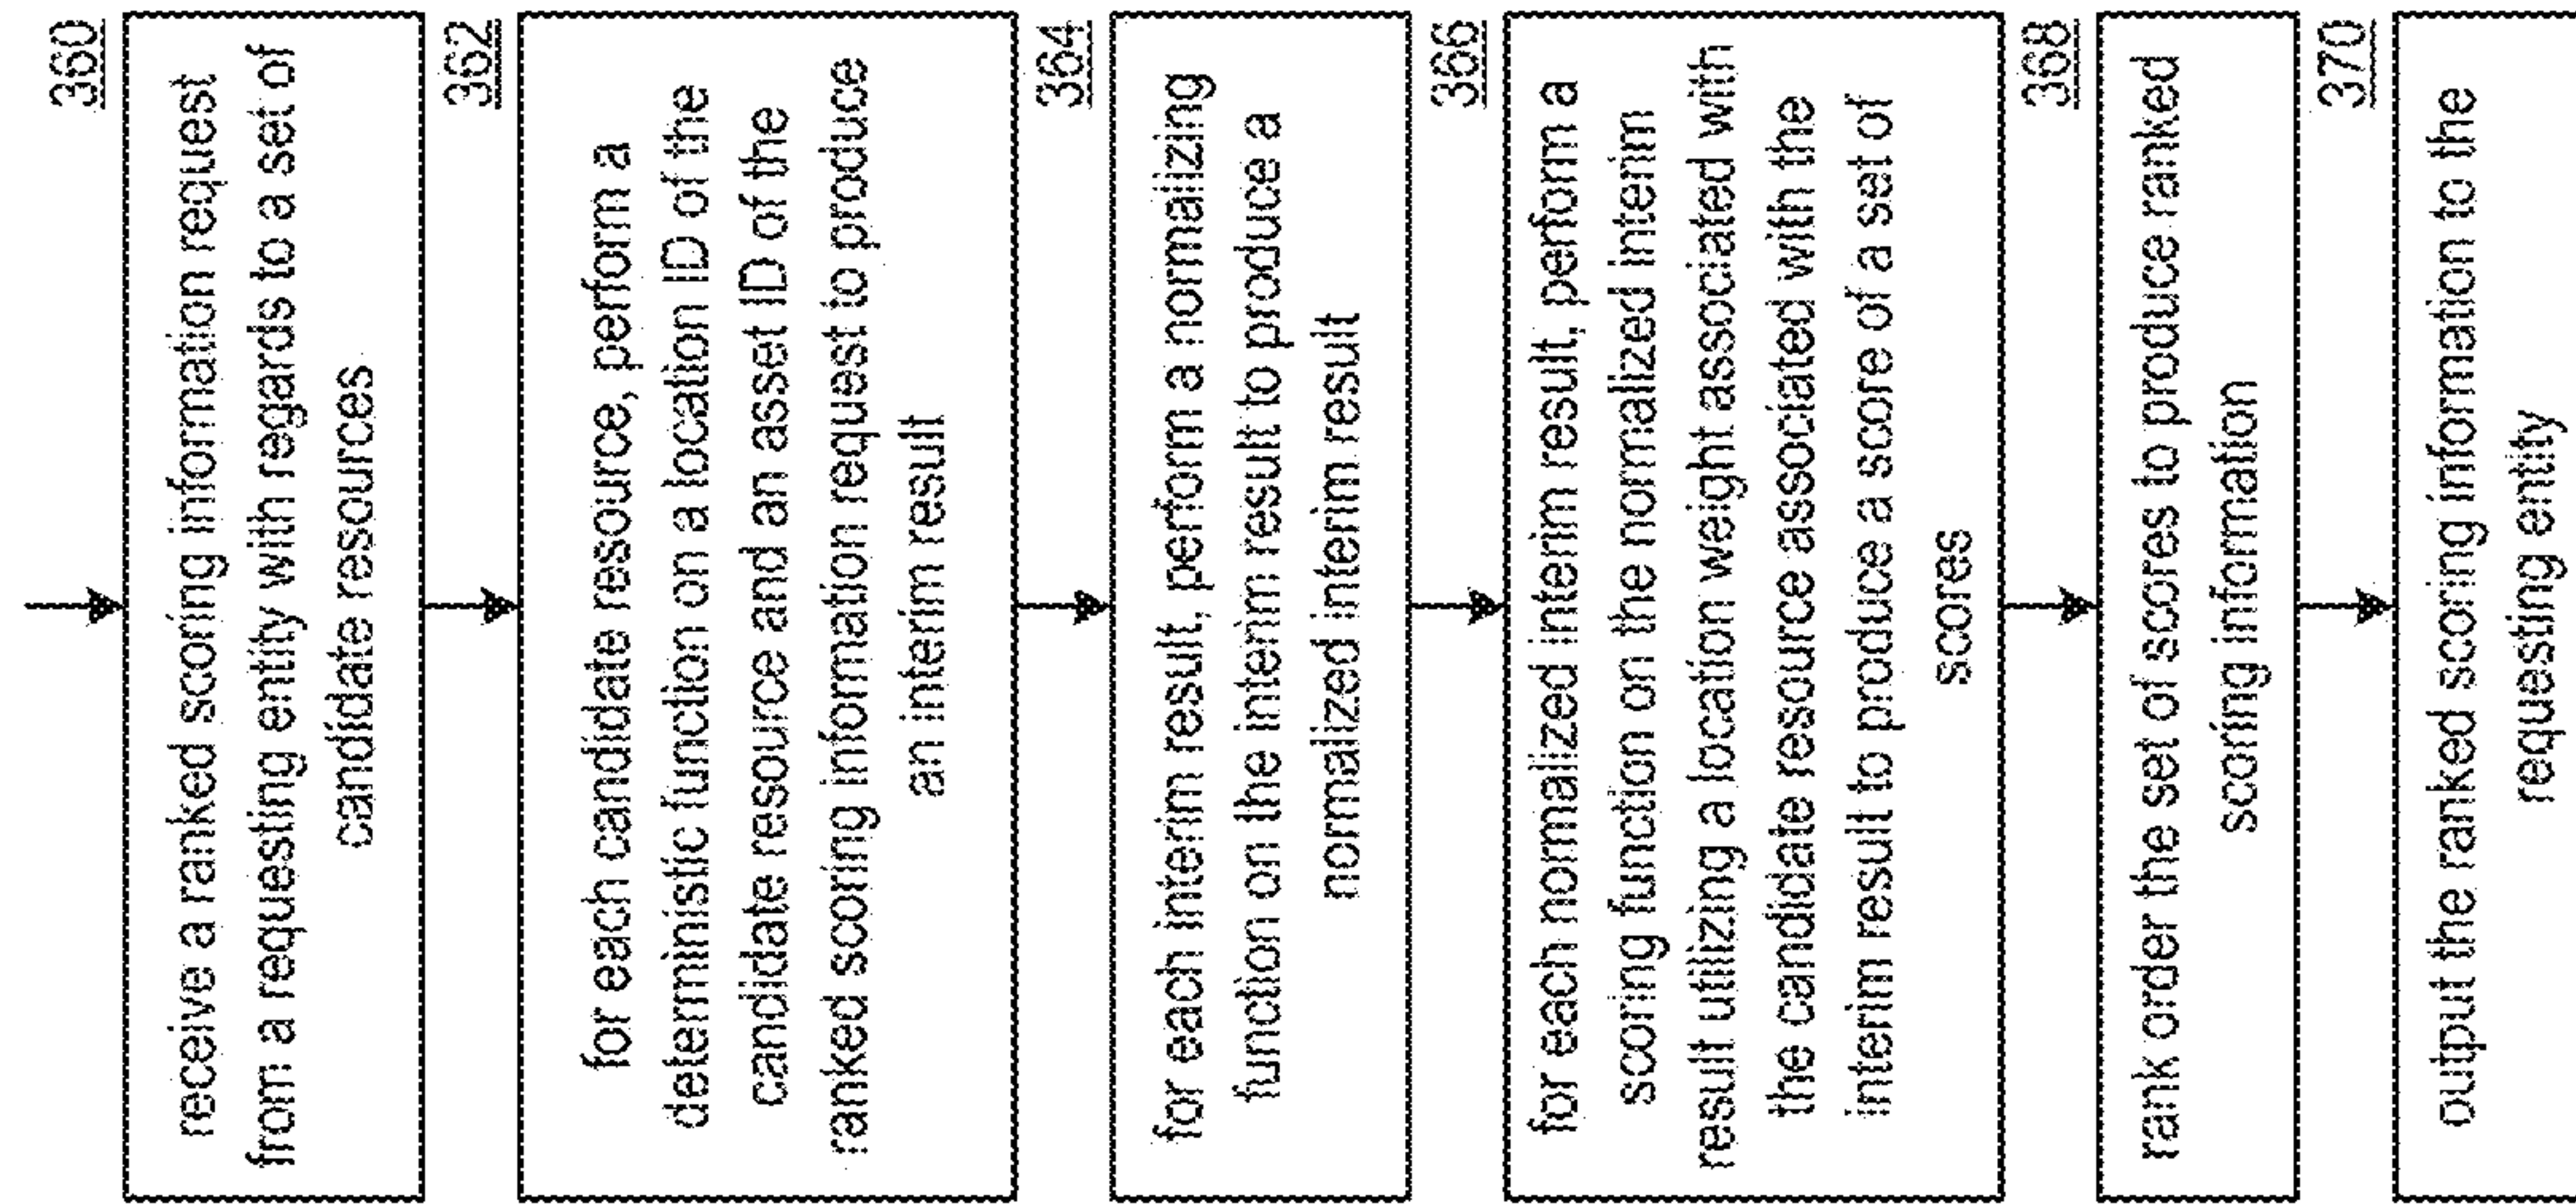 360
receive a ranked scoring information request
from a requesting entity with regards to a set of
candidate resources
362
for each candidate resource, perform a
deterministic function on a location ID of the
candidate resource and an asset ID of the
ranked scoring information request to produce
an interim result
364
for each interim result, perform a normalizing
function on the interim result to produce a
normalized interim result
366
for each normalized interim result, perform a
scoring function on the normalized interim
result utilizing a location weight associated with
the candidate resource associated with the
interim result to produce a score of a set of
scores
368
rank order the set of scores to produce ranked
scoring information
370
output the ranked scoring information to the
requesting entity